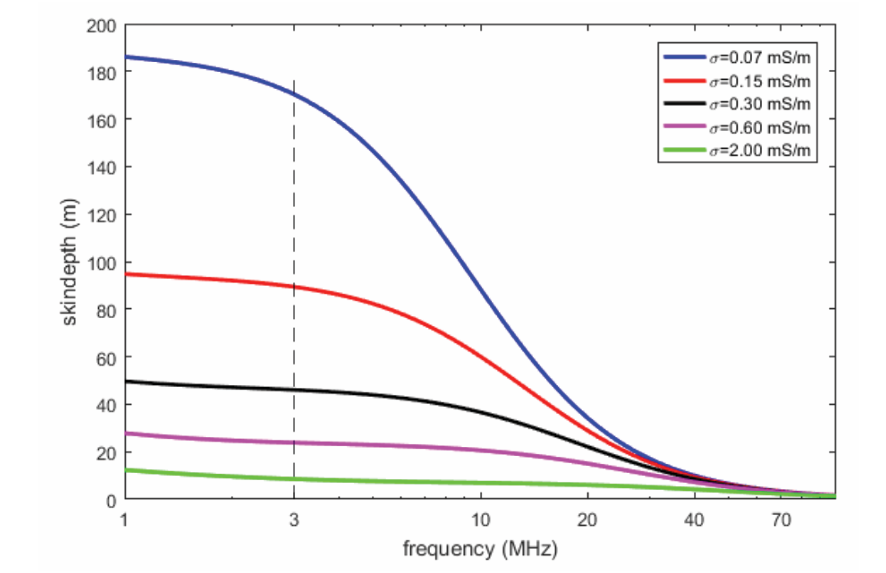 200
180
160
140
120
100
80
60
40
20
0
skindepth (m)
σ=0.07 mS/m
σ=0.15 mS/m
σ=0.30 mS/m
σ=0.60 mS/m
σ=2.00 mS/m
1 3 10 20 40 70
frequency (MHz)